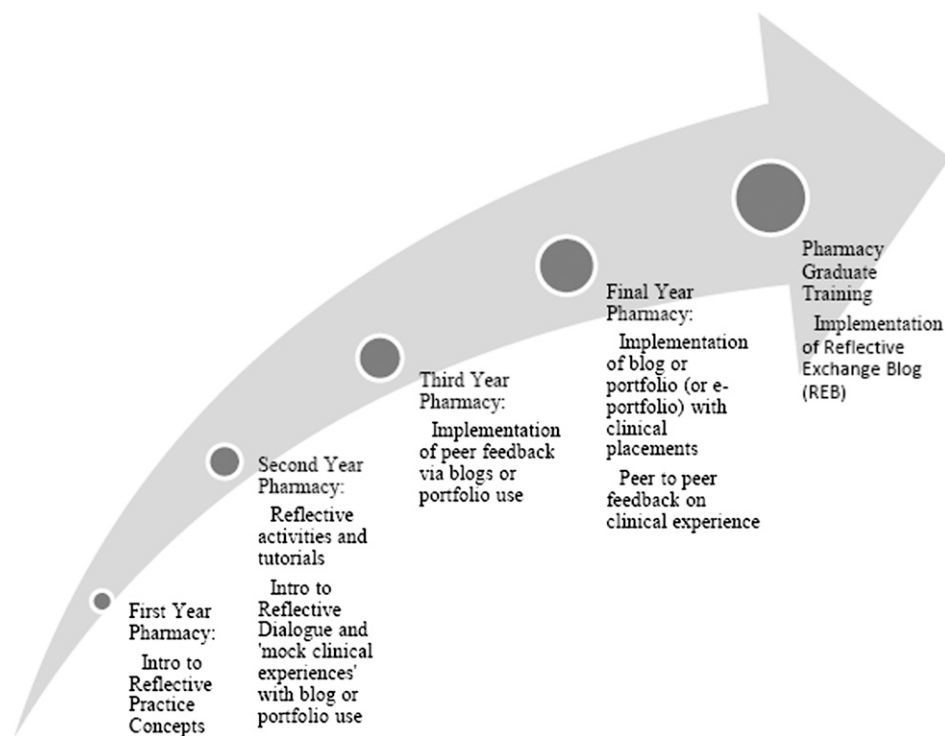 First Year
Pharmacy:
Intro to
Reflective
Practice
Concepts
Second Year
Pharmacy:
Reflective
activities and
tutorials
Intro to
Reflective
Dialogue and
'mock clinical
experiences'
with blog or
portfolio use
Third Year
Pharmacy:
Implementation
of peer feedback
via blogs or
portfolio use
Final Year
Pharmacy:
Implementation
of blog or
portfolio (or e-
portfolio) with
clinical
placements
Peer to peer
feedback on
clinical experience
Pharmacy
Graduate
Training
Implementation
of Reflective
Exchange Blog
(REB)